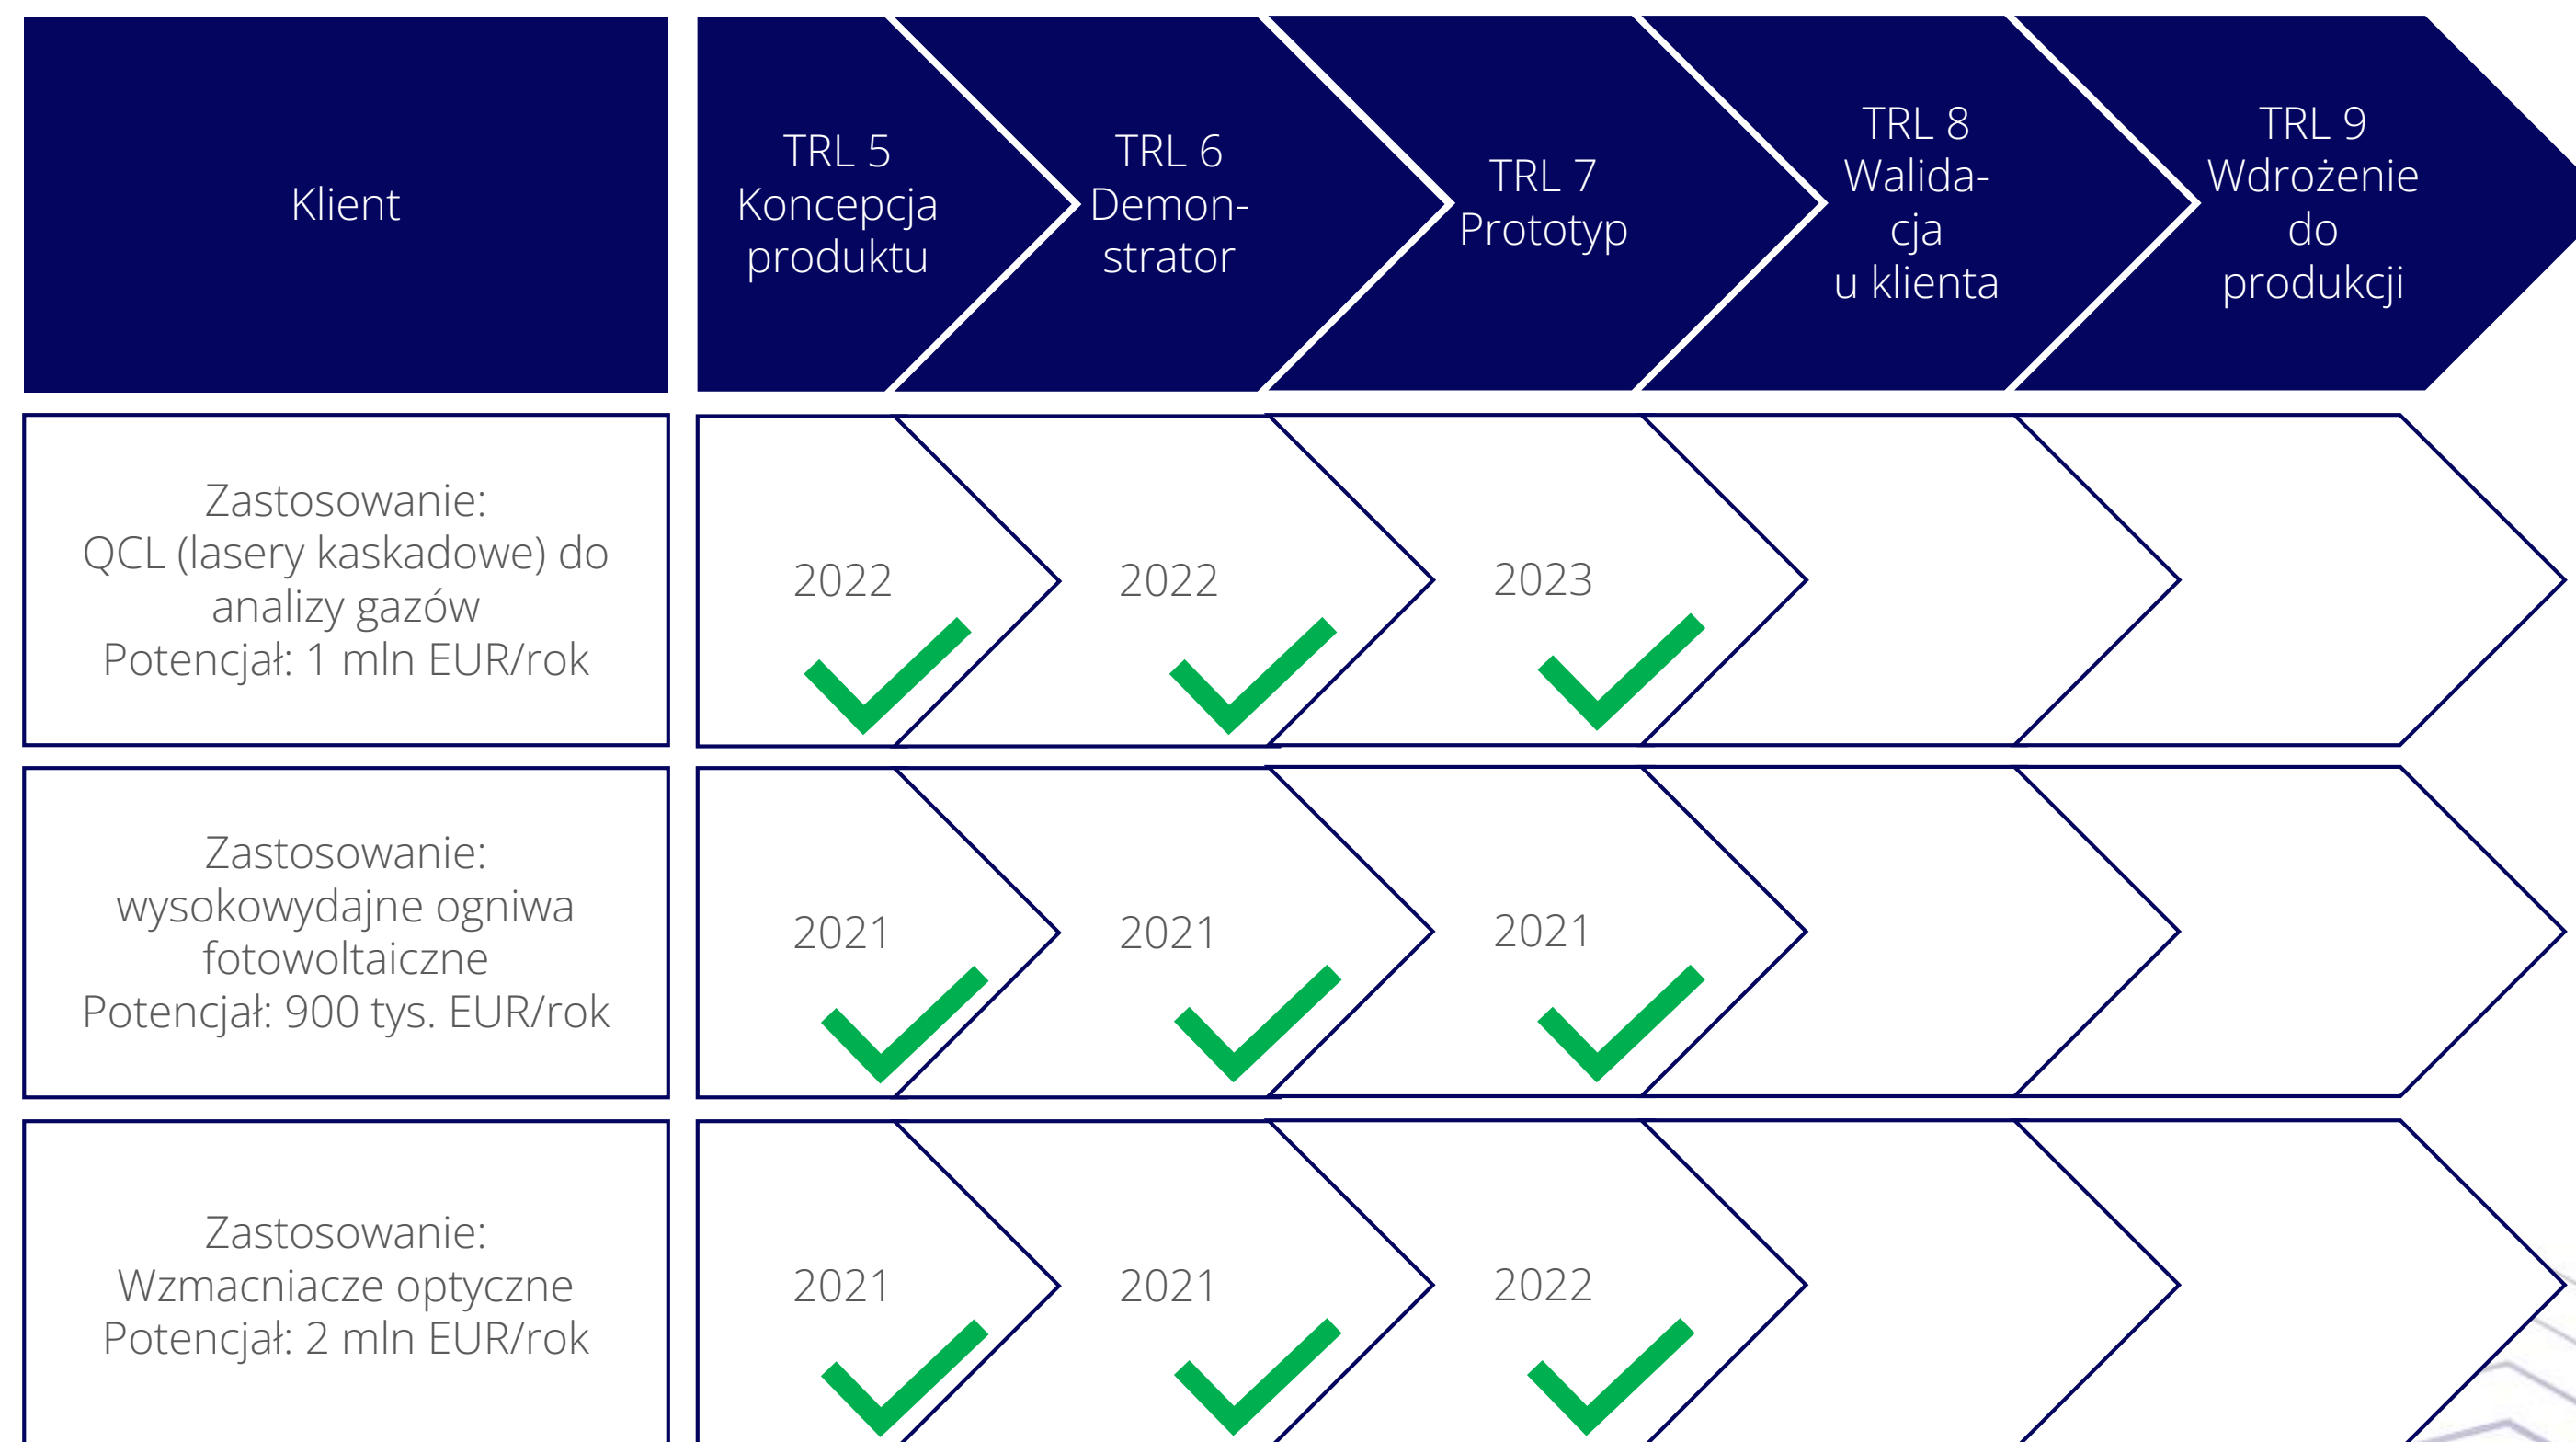 Klient
TRL 5
Koncepcja
produktu
TRL 6
Demon-
strator
TRL 7
Prototyp
TRL 8
Walida-
cja
u klienta
TRL 9
Wdrożenie
do
produkcji
Zastosowanie:
QCL (lasery kaskadowe) do
analizy gazów
Potencjał: 1 mln EUR/rok
2022
2022
2023
Zastosowanie:
wysokowydajne ogniwa
fotowoltaiczne
Potencjał: 900 tys. EUR/rok
2021
2021
2021
Zastosowanie:
Wzmacniacze optyczne
Potencjał: 2 mln EUR/rok
2021
2021
2022